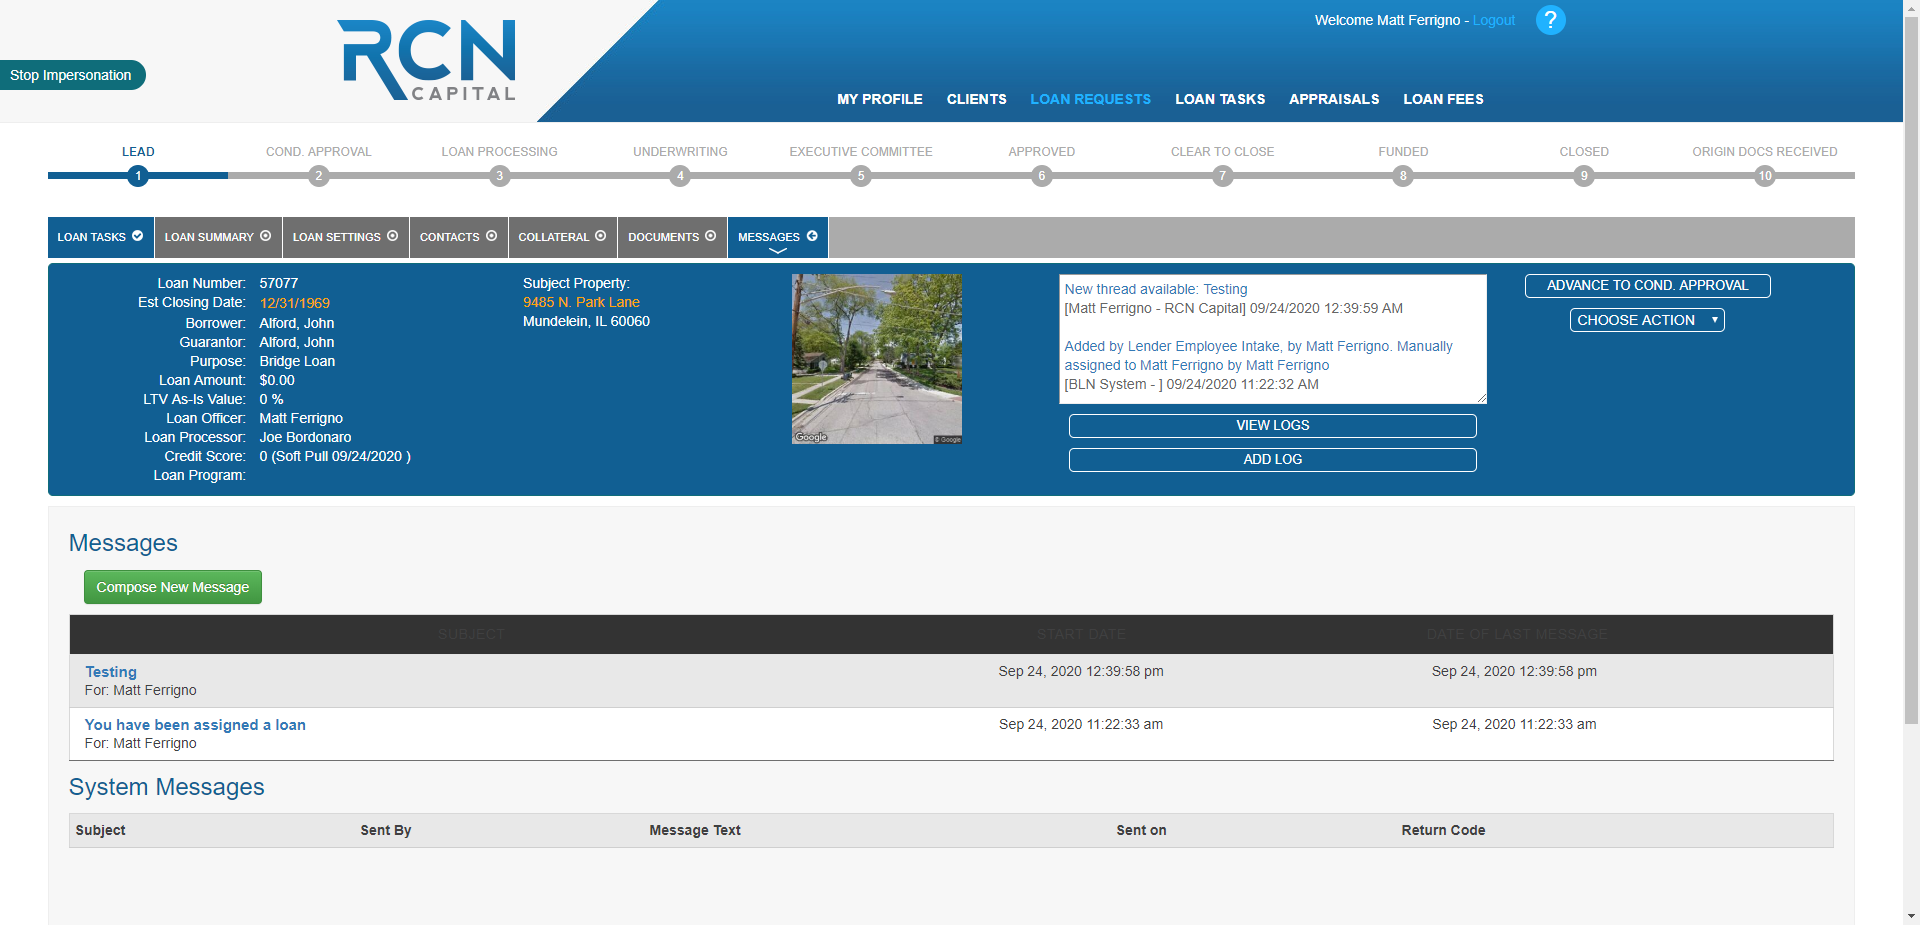 Welcome Matt Ferrigno - Logout
?
Stop Impersonation
RCN
CAPITAL
MY PROFILE CLIENTS LOAN REQUESTS LOAN TASKS APPRAISALS LOAN FEES
LEAD COND. APPROVAL LOAN PROCESSING UNDERWRITING EXECUTIVE COMMITTEE APPROVED CLEAR TO CLOSE FUNDED CLOSED ORIGIN DOCS RECEIVED
1 2 3 4 5 6 7 8 9 10
LOAN TASKS LOAN SUMMARY LOAN SETTINGS CONTACTS COLLATERAL DOCUMENTS MESSAGES
Loan Number: 57077
Est Closing Date: 12/31/1969
Borrower: Alford, John
Guarantor: Alford, John
Purpose: Bridge Loan
Loan Amount: $0.00
LTV As-Is Value: 0 %
Loan Officer: Matt Ferrigno
Loan Processor: Joe Bordonaro
Credit Score: 0 (Soft Pull 09/24/2020 )
Loan Program:
Subject Property:
9485 N. Park Lane
Mundelein, IL 60060
Google
© Google
New thread available: Testing
[Matt Ferrigno - RCN Capital] 09/24/2020 12:39:59 AM
Added by Lender Employee Intake, by Matt Ferrigno. Manually
assigned to Matt Ferrigno by Matt Ferrigno
[BLN System - ] 09/24/2020 11:22:32 AM
VIEW LOGS
ADD LOG
ADVANCE TO COND. APPROVAL
CHOOSE ACTION
Messages
Compose New Message
SUBJECT START DATE DATE OF LAST MESSAGE
Testing Sep 24, 2020 12:39:58 pm Sep 24, 2020 12:39:58 pm
For: Matt Ferrigno
You have been assigned a loan Sep 24, 2020 11:22:33 am Sep 24, 2020 11:22:33 am
For: Matt Ferrigno
System Messages
Subject Sent By Message Text Sent on Return Code